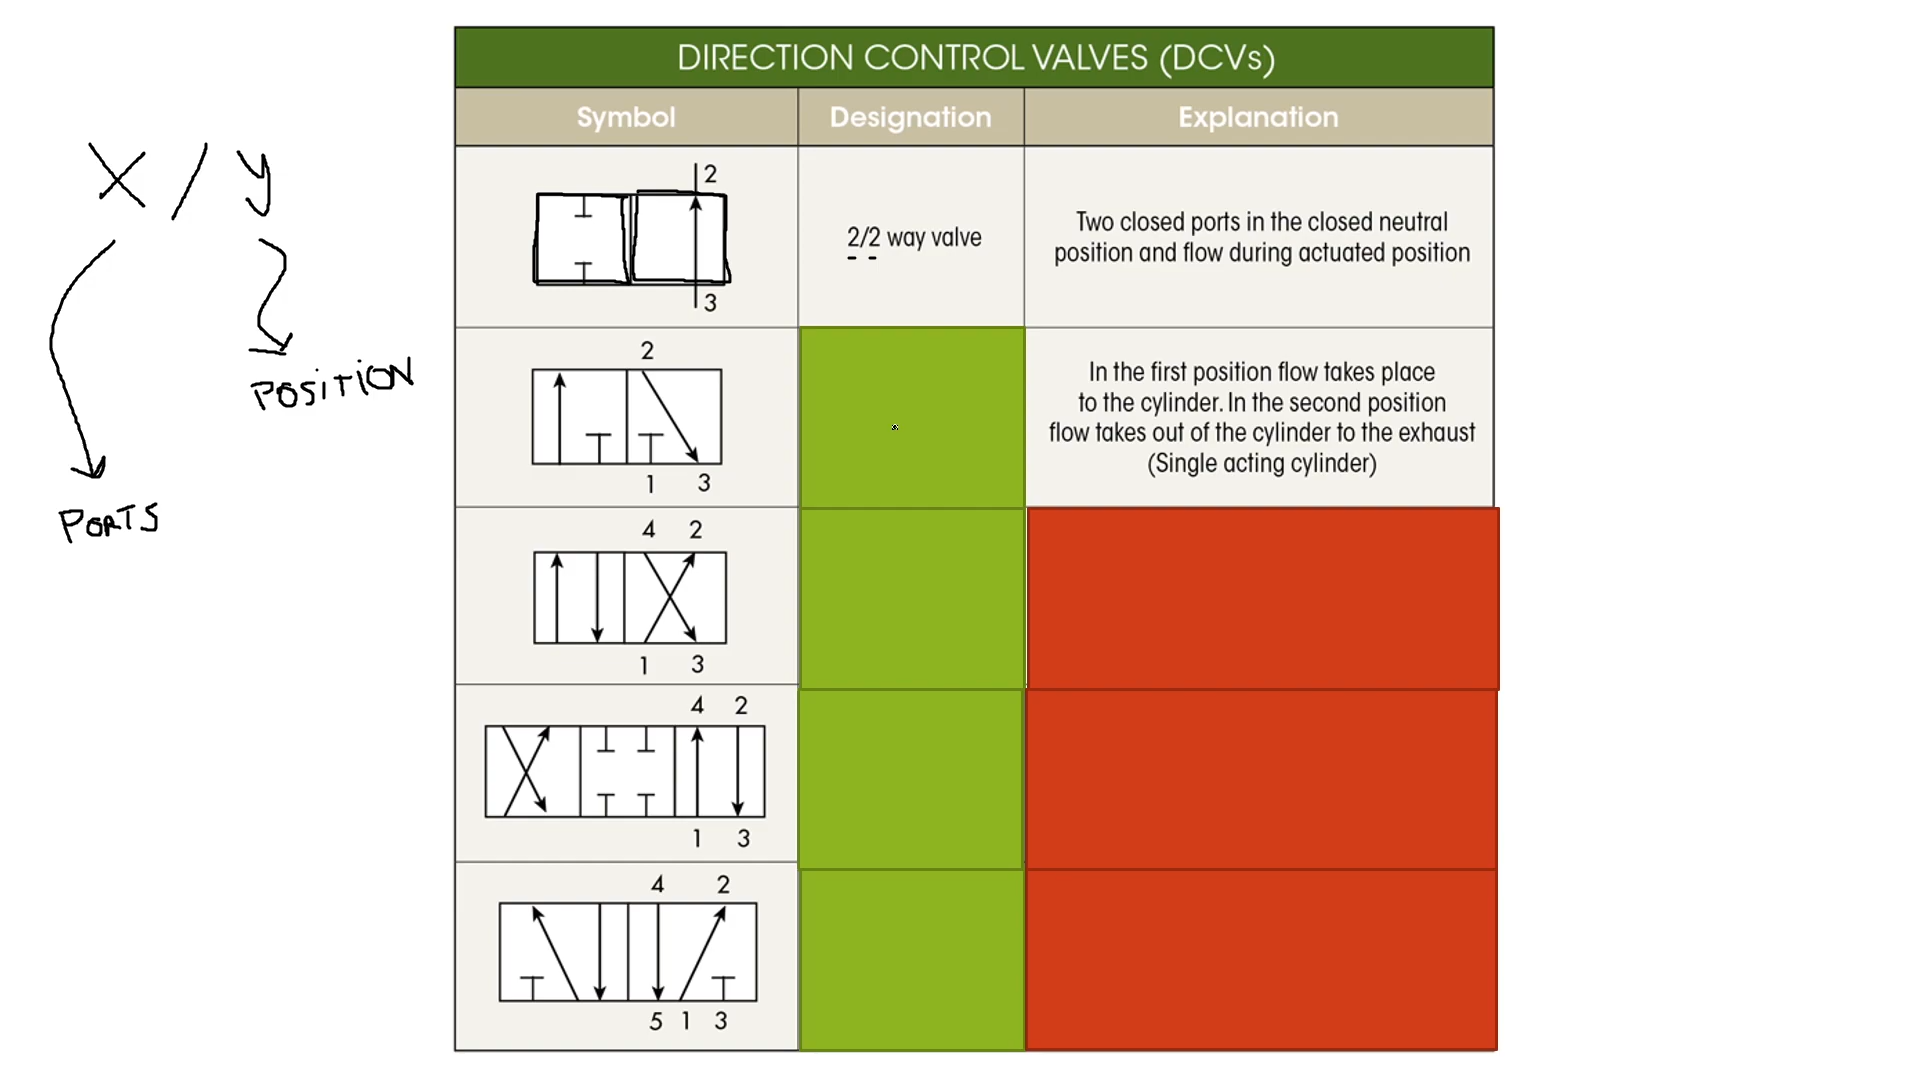 DIRECTION CONTROL VALVES (DCVs)
Symbol Designation Explanation
X / y
POSITION
PORTS
2
3
2/2 way valve
Two closed ports in the closed neutral
position and flow during actuated position
2
1 3
In the first position flow takes place
to the cylinder. In the second position
flow takes out of the cylinder to the exhaust
(Single acting cylinder)
4 2
1 3
4 2
1 3
4 2
5 1 3